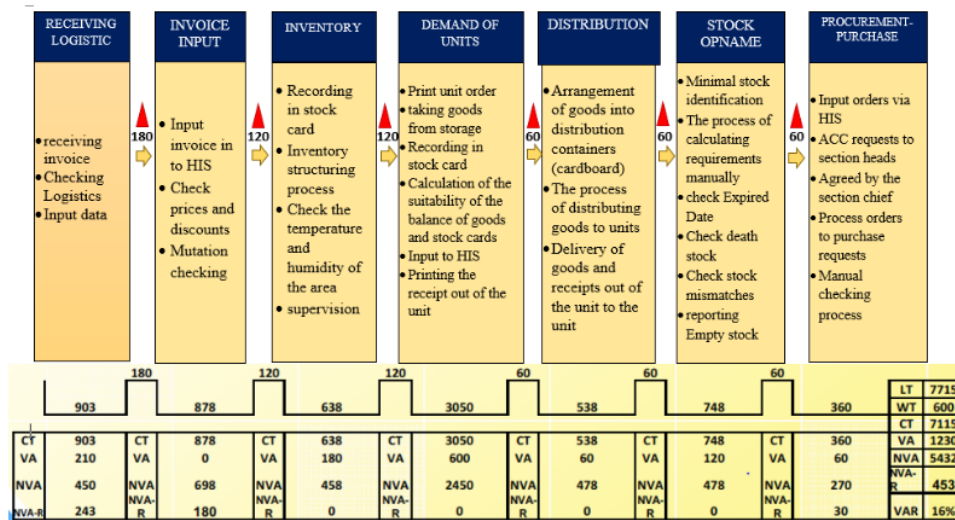 RECEIVING
LOGISTIC
INVOICE
INPUT
INVENTORY
DEMAND OF
UNITS
DISTRIBUTION
STOCK
OPNAME
PROCUREMENT-
PURCHASE
• receiving
invoice
• Checking
Logistics
• Input data
180
• Input
invoice in
to HIS
• Check
prices and
discounts
• Mutation
checking
120
• Recording
in stock
card
• Inventory
structuring
process
• Check the
temperature
and
humidity of
the area
• supervision
120
• Print unit order
• taking goods
from storage
• Recording in
stock card
• Calculation of the
suitability of the
balance of goods
and stock cards
• Input to HIS
• Printing the
receipt out of the
unit
60
• Arrangement
of goods into
distribution
containers
(cardboard)
• The process
of distributing
goods to units
• Delivery of
goods and
receipts out of
the unit to the
unit
60
• Minimal stock
identification
• The process of
calculating
requirements
manually
• check Expired
Date
• Check death
stock
• Check stock
mismatches
• reporting
Empty stock
60
• Input orders via
HIS
• ACC requests to
section heads
• Agreed by the
section chief
• Process orders
to purchase
requests
• Manual
checking
process
180 120 120 60 60 60
903 878 638 3050 538 748 360
LT 7715
WT 600
CT 7115
VA 1230
NVA 5432
NVA-
R 453
VAR 16%
CT 903 CT 878 CT 638 CT 3050 CT 538 CT 748 CT 360
VA 210 VA 0 VA 180 VA 600 VA 60 VA 120 VA 60
NVA 450 NVA 698 NVA 458 NVA 2450 NVA 478 NVA 478 NVA 270
NVA-R 243 NVA-R 180 NVA-R 0 NVA-R 0 NVA-R 0 NVA-R 0 NVA-R 30